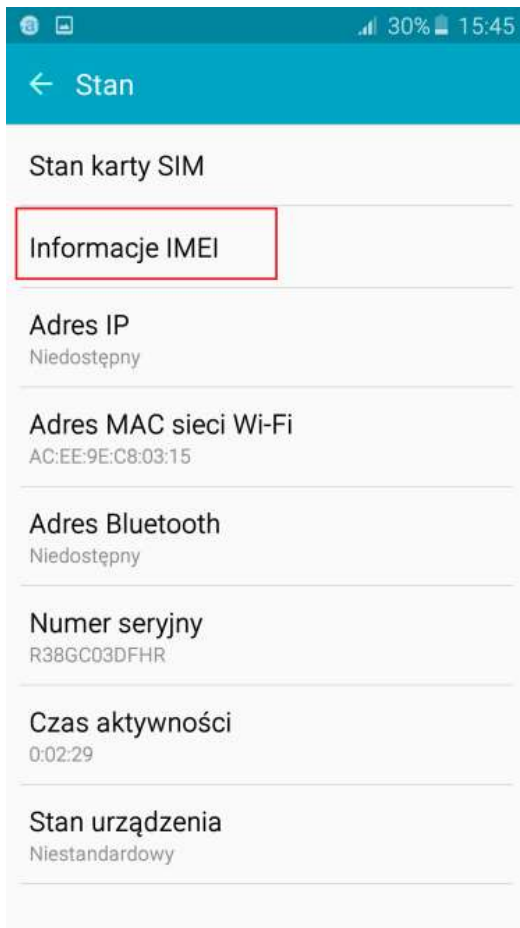 30% 15:45
Stan
Stan karty SIM
Informacje IMEI
Adres IP
Niedostępny
Adres MAC sieci Wi-Fi
AC:EE:9E:C8:03:15
Adres Bluetooth
Niedostępny
Numer seryjny
R38GC03DFHR
Czas aktywności
0:02:29
Stan urządzenia
Niestandardowy